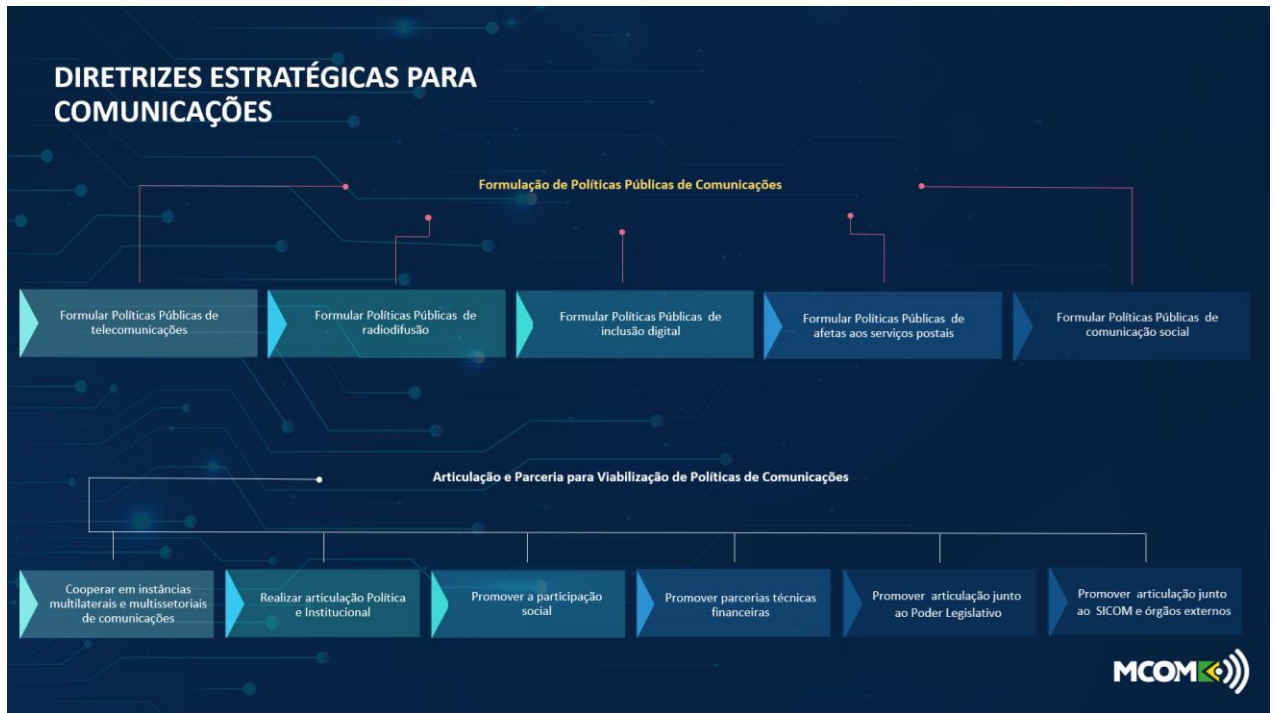 DIRETRIZES ESTRATÉGICAS PARA
COMUNICAÇÕES
Formulação de Políticas Públicas de Comunicações
Formular Políticas Públicas de
telecomunicações
Formular Políticas Públicas de
radiodifusão
Formular Políticas Públicas de
inclusão digital
Formular Políticas Públicas de
afetas aos serviços postais
Formular Políticas Públicas de
comunicação social
Articulação e Parceria para Viabilização de Políticas de Comunicações
Cooperar em instâncias
multilaterais e multissetoriais
de comunicações
Realizar articulação Política
e Institucional
Promover a participação
social
Promover parcerias técnicas
financeiras
Promover articulação junto
ao Poder Legislativo
Promover articulação junto
ao SICOM e órgãos externos
MCOM